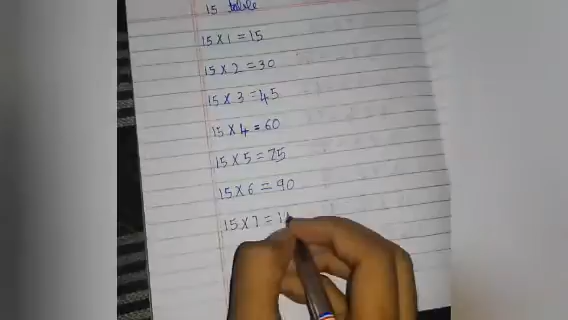 15 table
15 X 1 = 15
15 X 2 = 30
15 X 3 = 45
15 X 4 = 60
15 X 5 = 75
15 X 6 = 90
15 X 7 = 1